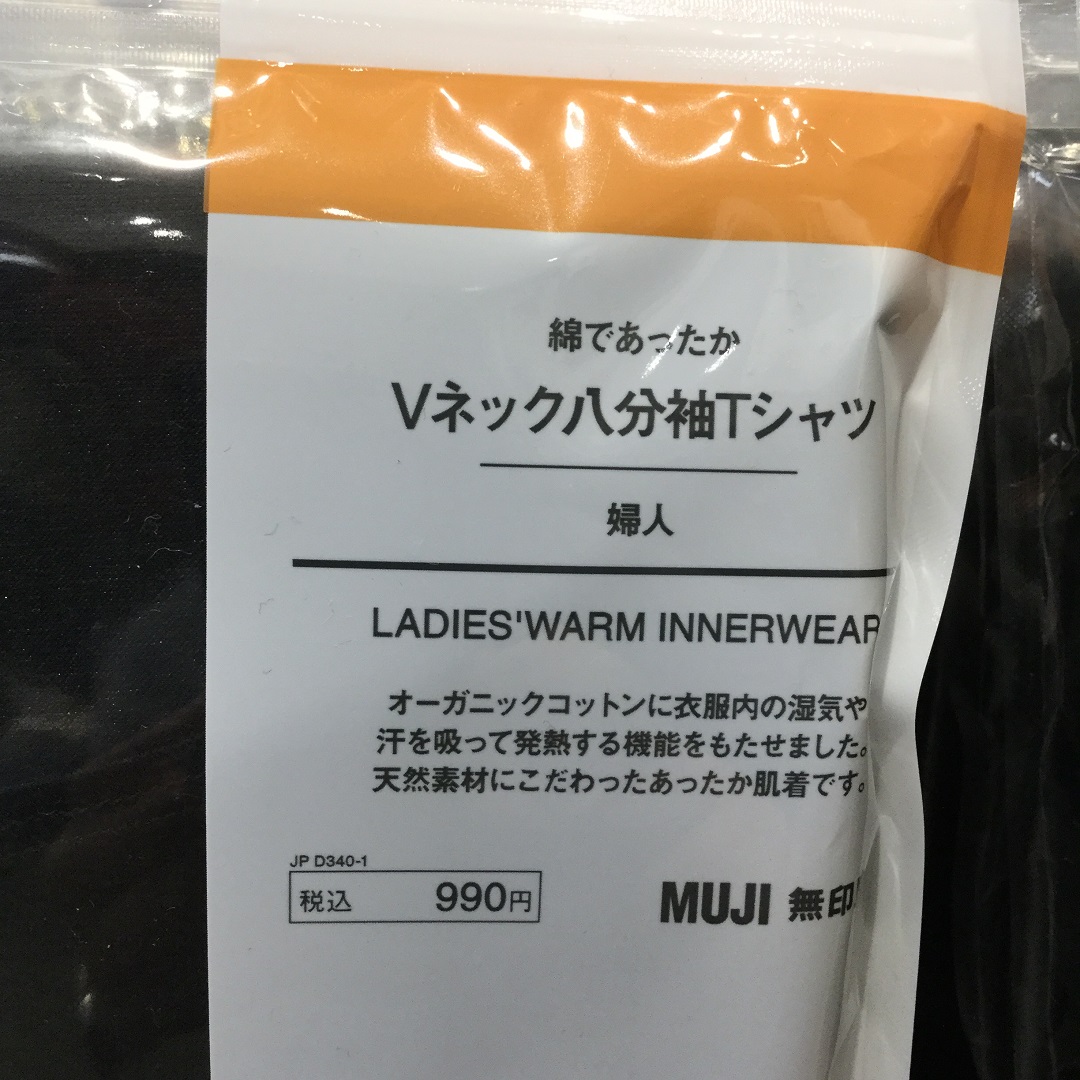 綿であったか
Vネック八分袖Tシャツ
婦人
LADIES'WARM INNERWEAR
オーガニックコットンに衣服内の湿気や
汗を吸って発熱する機能をもたせました。
天然素材にこだわったあったか肌着です。
JP D340-1
税込 990円
MUJI 無印